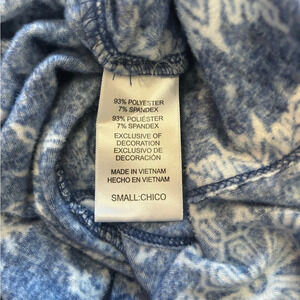 93% POLYESTER
7% SPANDEX
93% POLIÉSTER
7% SPANDEX
EXCLUSIVE OF
DECORATION
EXCLUSIVO DE
DECORACIÓN
MADE IN VIETNAM
HECHO EN VIETNAM
SMALL:CHICO